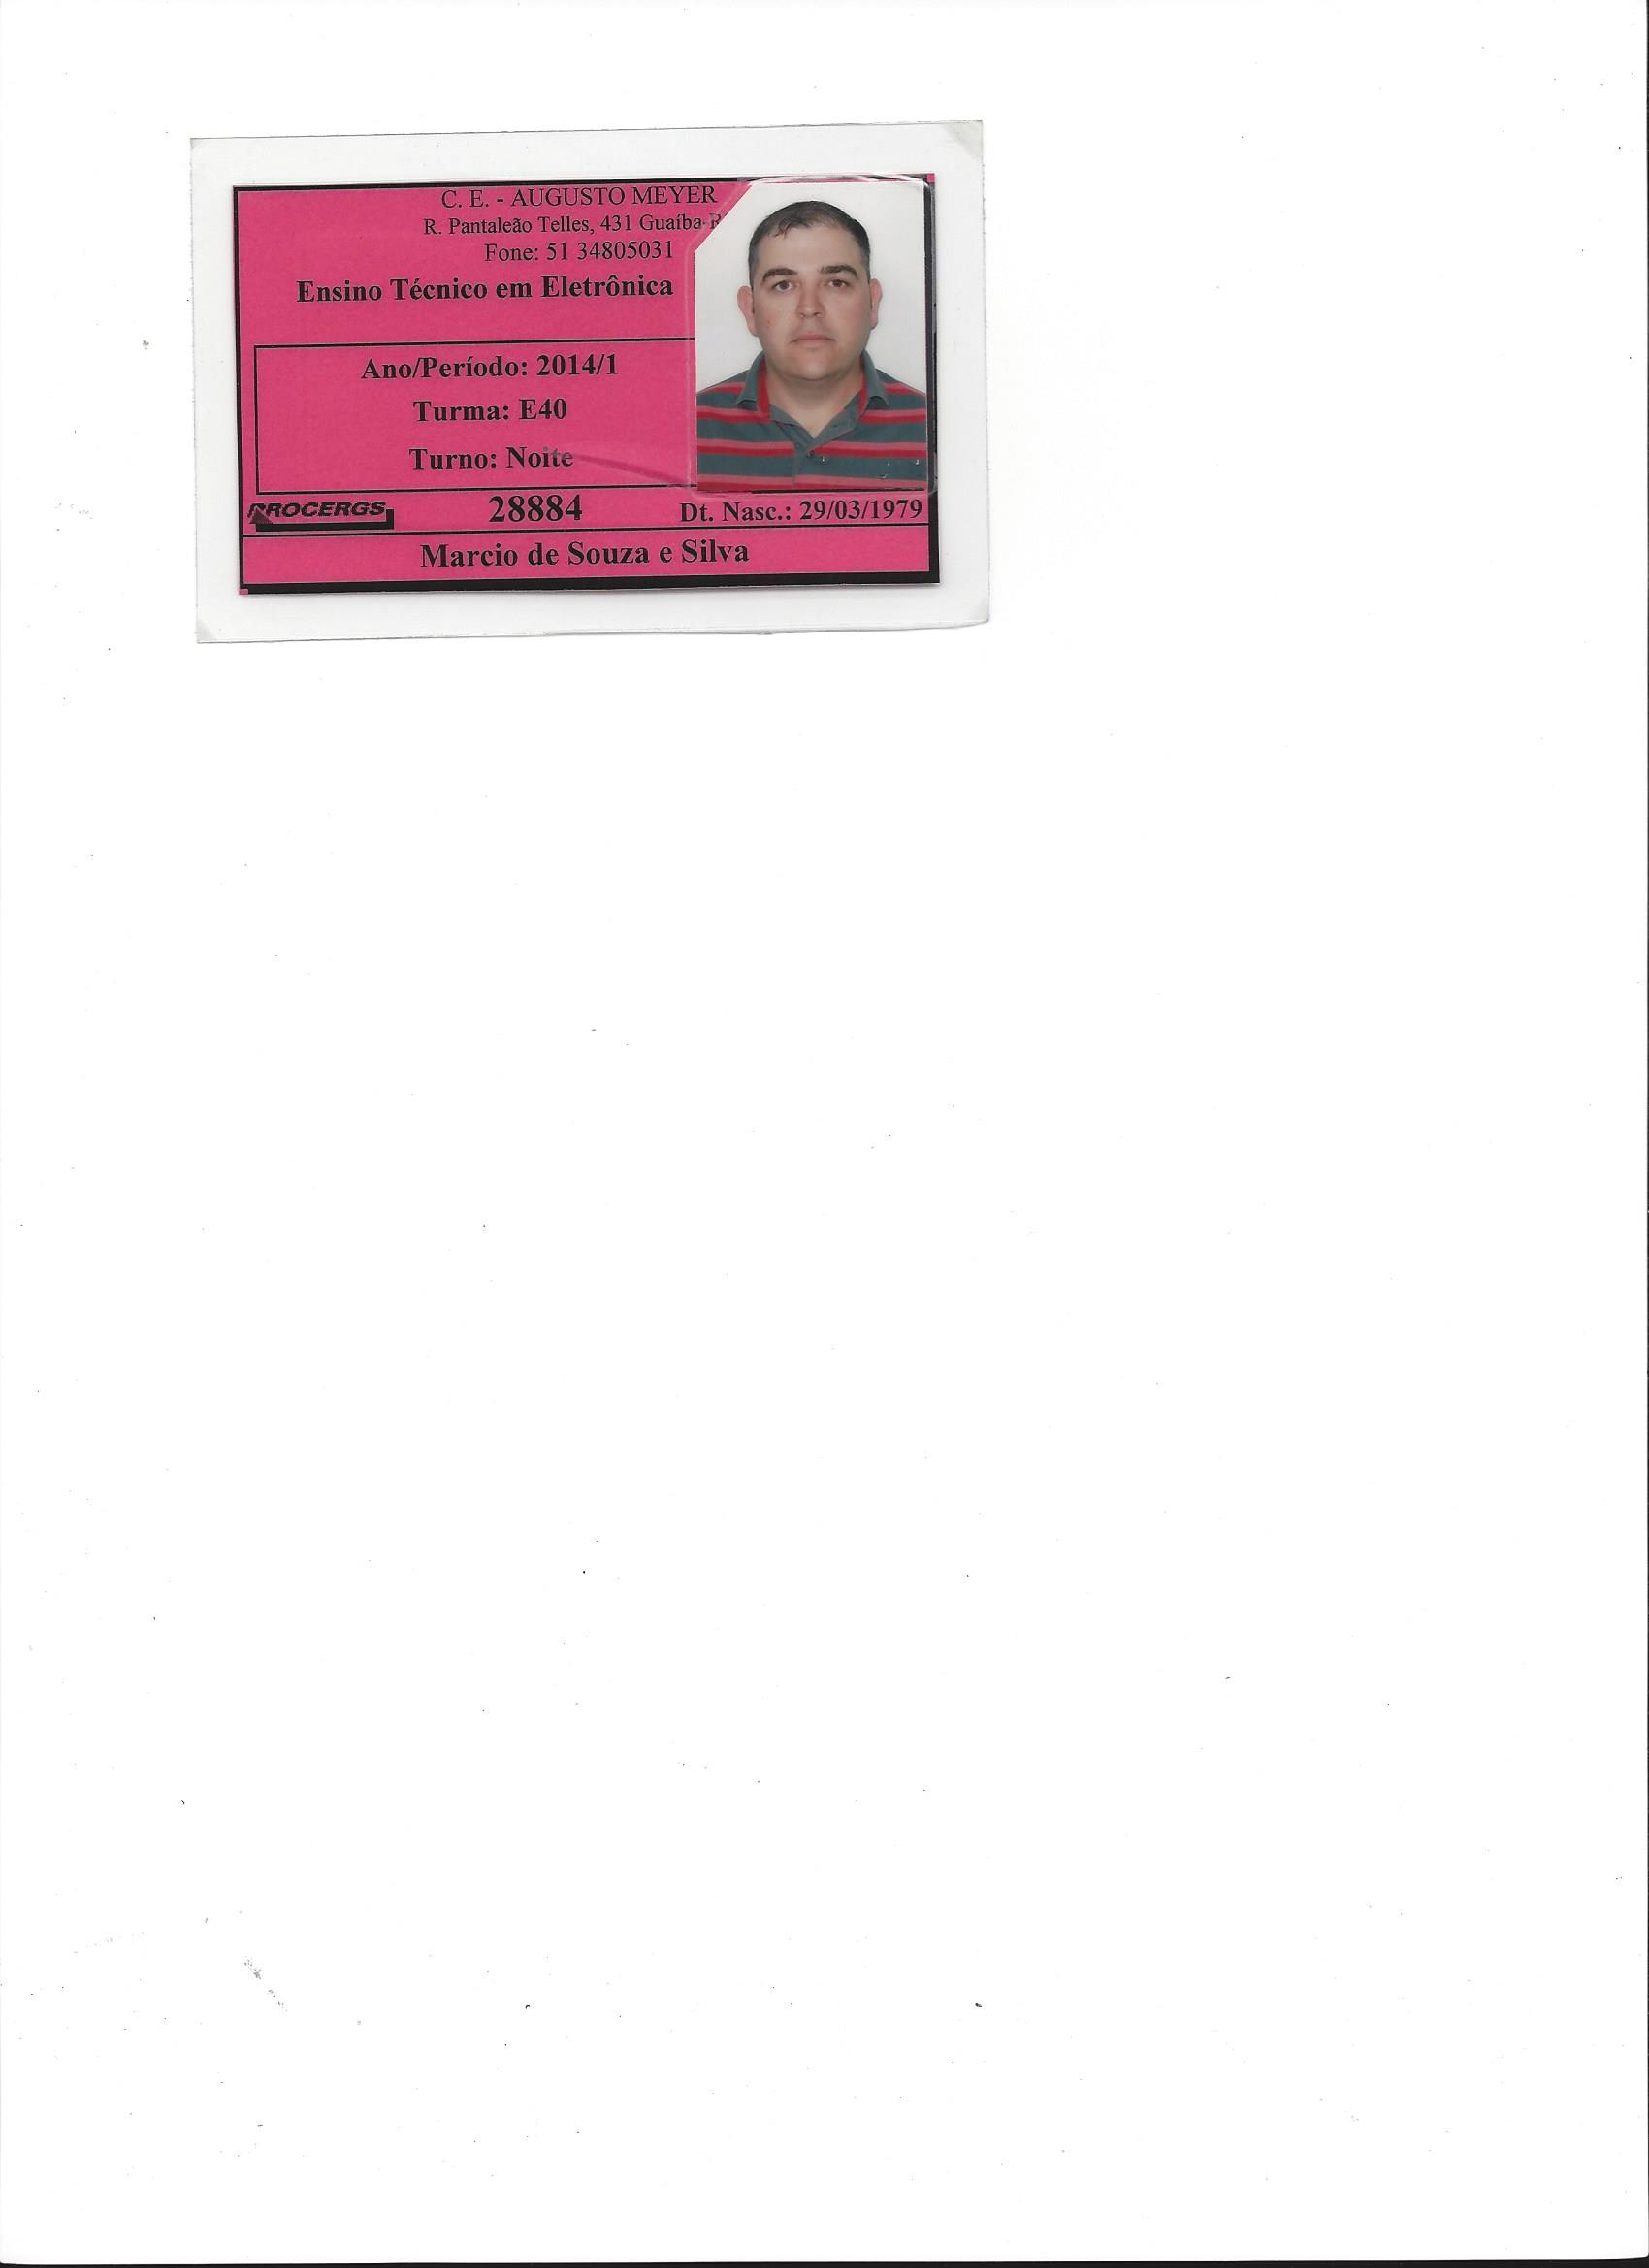 C. E. - AUGUSTO MEYER
R. Pantaleão Telles, 431 Guaíba-R
Fone: 51 34805031
Ensino Técnico em Eletrônica
Ano/Período: 2014/1
Turma: E40
Turno: Noite
PROCERGS 28884 Dt. Nasc.: 29/03/1979
Marcio de Souza e Silva